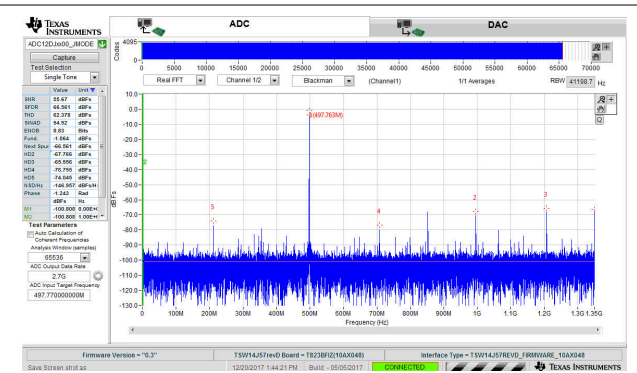 TEXAS INSTRUMENTS
ADC
DAC
ADC12DJxx00_JMODE
Capture
Test Selection
Single Tone
Value Unit
SNR 55.67 dBFs
SFDR 66.561 dBFs
THD 62.378 dBFs
SINAD 54.92 dBFs
ENOB 8.83 Bits
Fund. -1.064 dBFs
Next Spur -66.561 dBFs
HD2 -67.766 dBFs
HD3 -65.556 dBFs
HD4 -76.755 dBFs
HD5 -74.045 dBFs
NSD/Hz -146.957 dBFs/H
Phase -1.243 Rad
dBFs Hz
M1 -100.808 0.00E+
M2 -100.808 1.00E+
Test Parameters
Auto Calculation of
Coherent Frequencies
Analysis Window (samples)
65536
ADC Output Data Rate
2.7G
ADC Input Target Frequency
497.770000000M
Codes
4095
0
0 5000 10000 15000 20000 25000 30000 35000 40000 45000 50000 55000 60000 65000 70000
Real FFT Channel 1/2 Blackman (Channel1) 1/1 Averages RBW 41198.7 Hz
dBFs
10.0
0.0
-10.0
-20.0
-30.0
-40.0
-50.0
-60.0
-70.0
-80.0
-90.0
-100.0
-110.0
-120.0
-130.0
1(497.763M)
5
4
2
3
0 100M 200M 300M 400M 500M 600M 700M 800M 900M 1G 1.1G 1.2G 1.3G 1.35G
Frequency (Hz)
Firmware Version = "0.3" TSW14J57revD Board = T823BFIZ(10AX048) Interface Type = TSW14J57REVD_FIRMWARE_10AX048
Save Screen shot as 12/20/2017 1:44:21 PM Build - 05/05/2017 CONNECTED TEXAS INSTRUMENTS